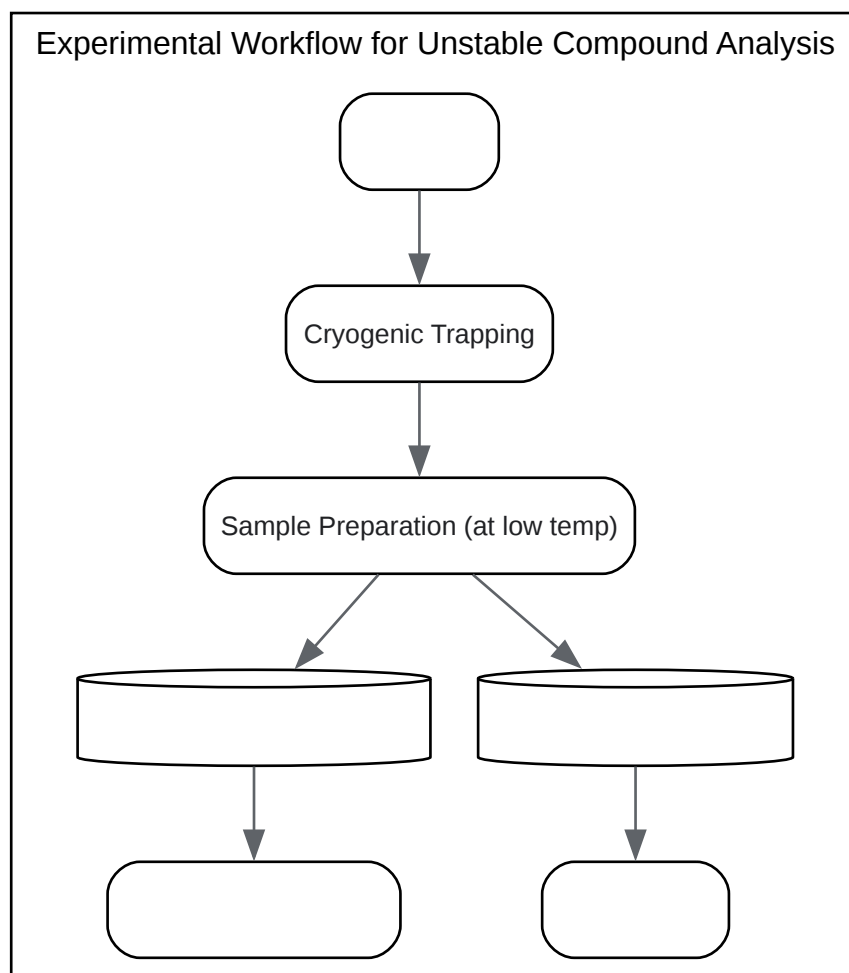 Experimental Workflow for Unstable Compound Analysis
Cryogenic Trapping
Sample Preparation (at low temp)